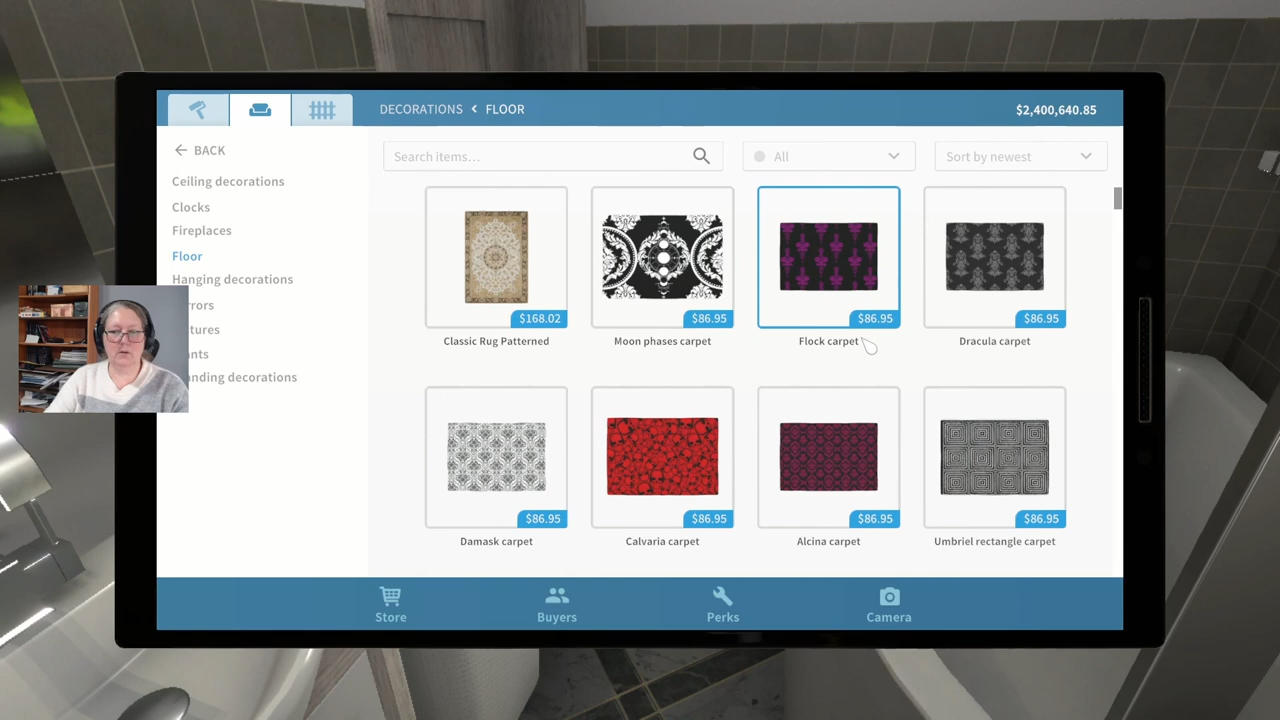 DECORATIONS < FLOOR
$2,400,640.85
BACK
Search items...
All
Sort by newest
Ceiling decorations
Clocks
Fireplaces
Floor
Hanging decorations
rrors
tures
ants
nding decorations
$168.02
$86.95
$86.95
$86.95
Classic Rug Patterned
Moon phases carpet
Flock carpet
Dracula carpet
$86.95
$86.95
$86.95
$86.95
Damask carpet
Calvaria carpet
Alcina carpet
Umbriel rectangle carpet
Store
Buyers
Perks
Camera